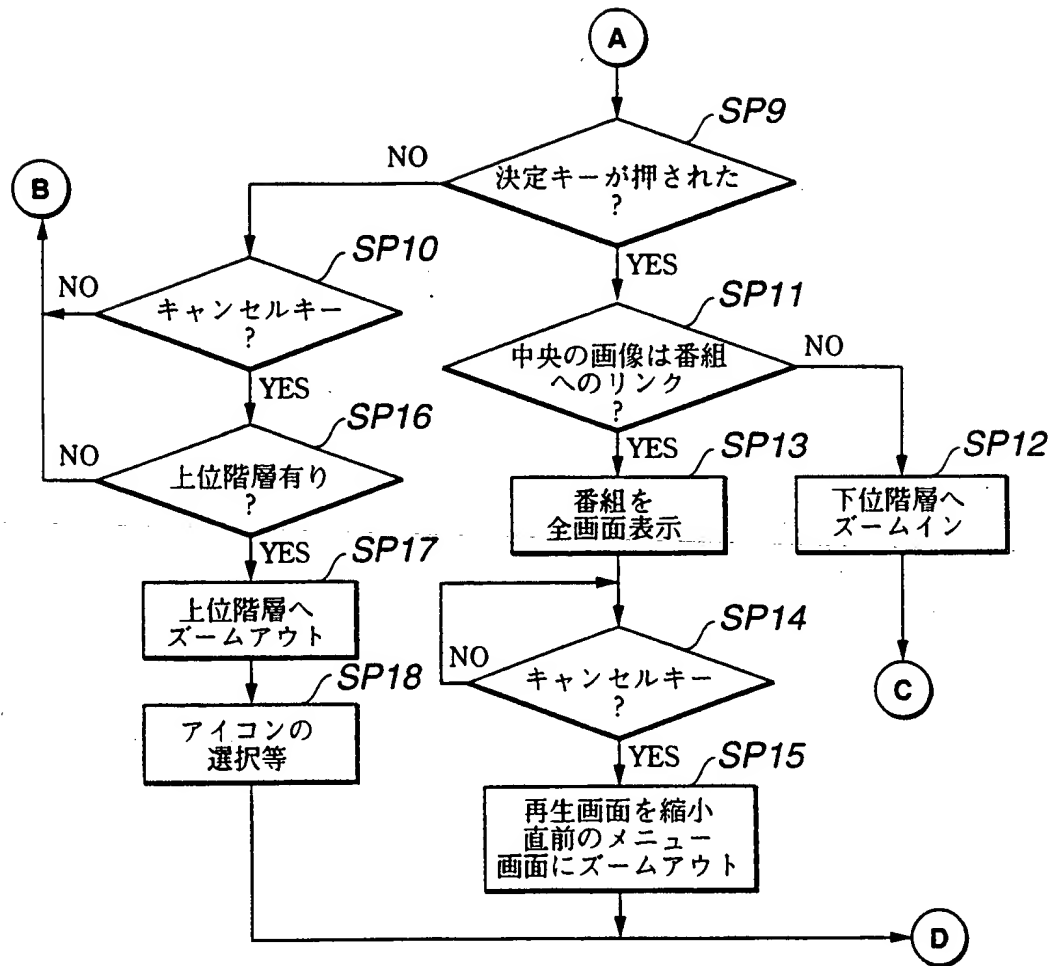 A
SP9
NO
決定キーが押された
?
B
YES
SP10
NO
キャンセルキー
?
SP11
中央の画像は番組
へのリンク
?
NO
YES
SP16
NO
上位階層有り
?
YES
SP13
番組を
全画面表示
SP12
下位階層へ
ズームイン
YES
SP17
上位階層へ
ズームアウト
SP14
NO
キャンセルキー
?
C
SP18
アイコンの
選択等
YES
SP15
再生画面を縮小
直前のメニュー
画面にズームアウト
D